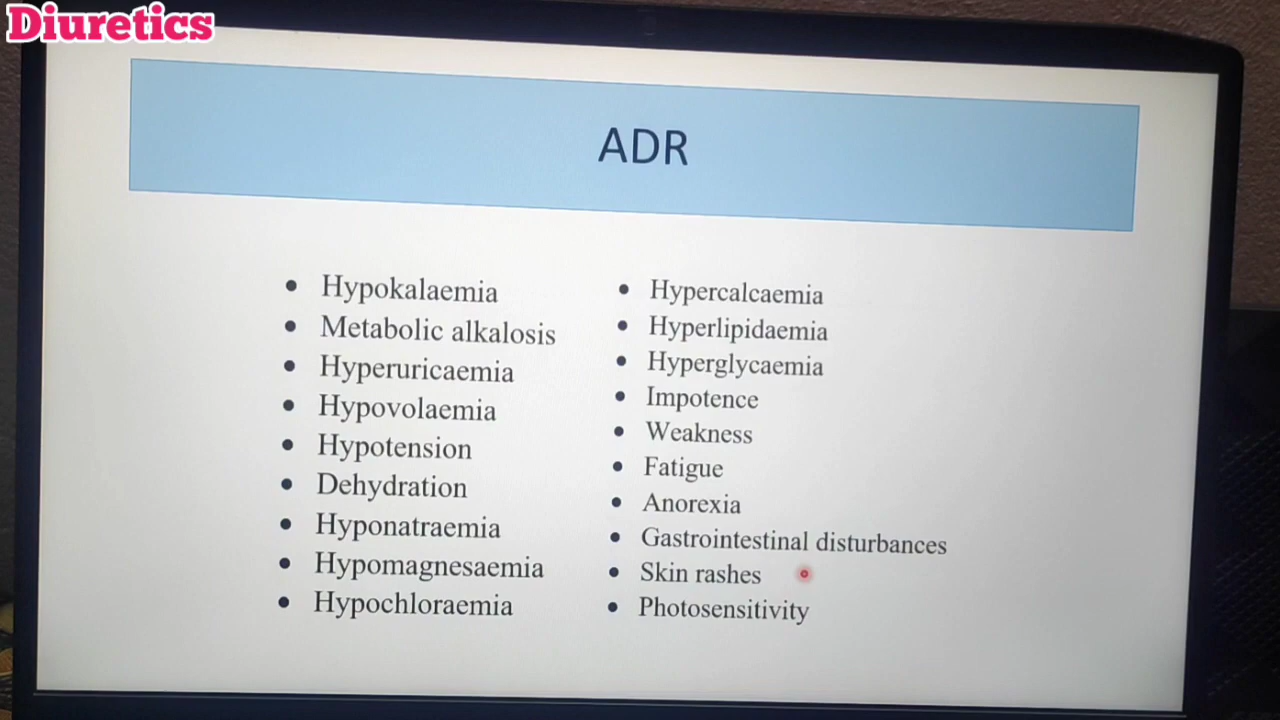 Diuretics
ADR
• Hypokalaemia
• Metabolic alkalosis
• Hyperuricaemia
• Hypovolaemia
• Hypotension
• Dehydration
• Hyponatraemia
• Hypomagnesaemia
• Hypochloraemia
• Hypercalcaemia
• Hyperlipidaemia
• Hyperglycaemia
• Impotence
• Weakness
• Fatigue
• Anorexia
• Gastrointestinal disturbances
• Skin rashes
• Photosensitivity